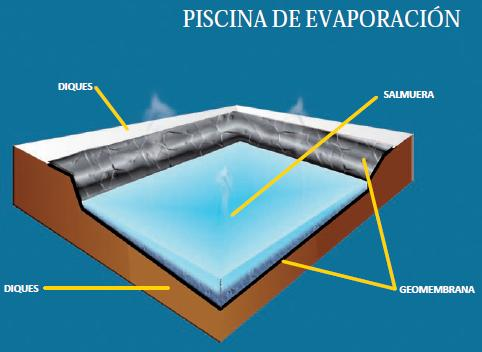 PISCINA DE EVAPORACIÓN
DIQUES
SALMUERA
DIQUES
GEOMEMBRANA